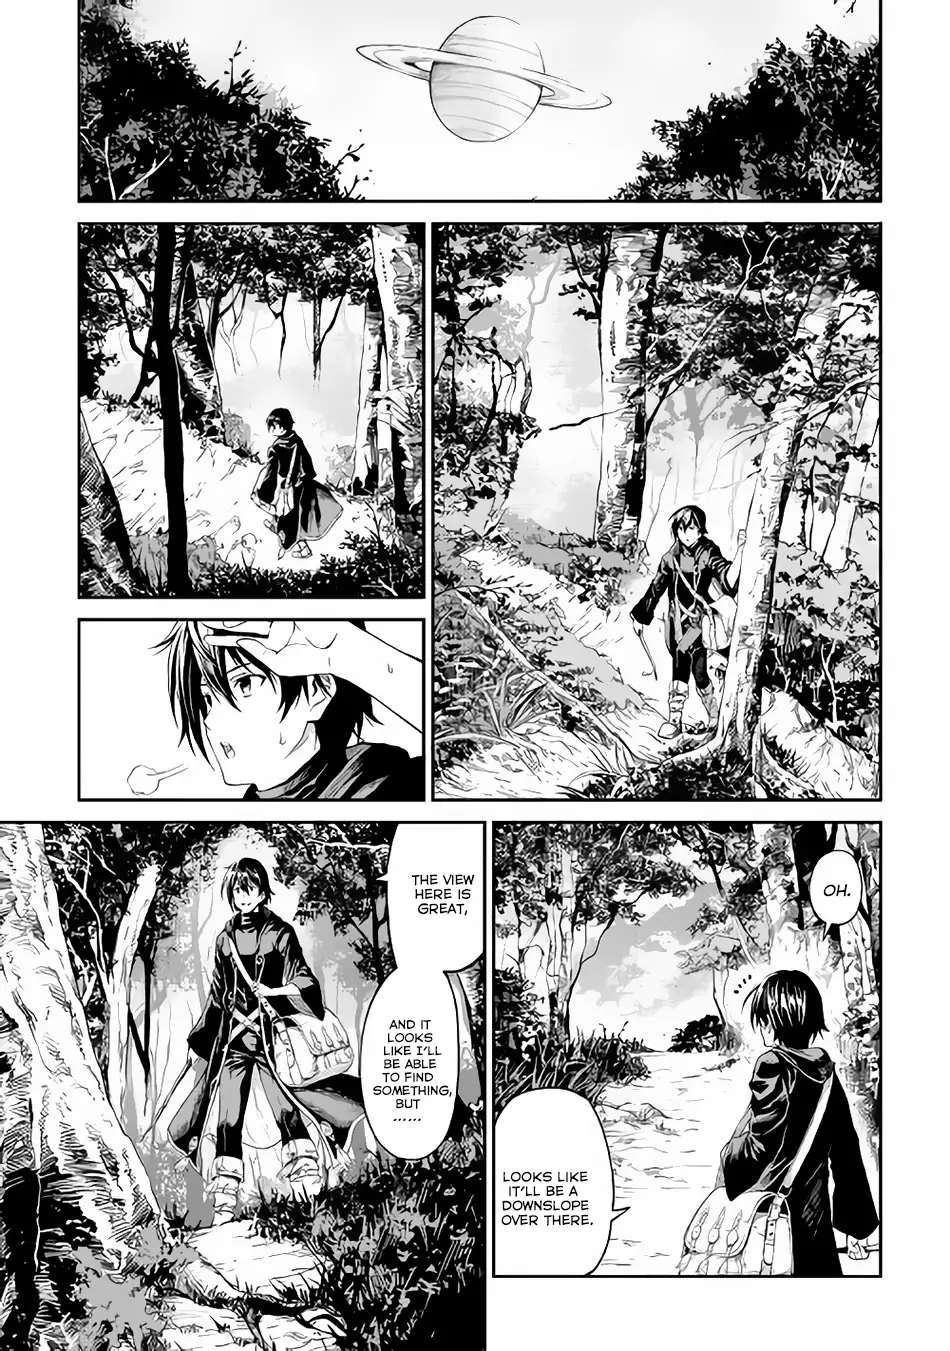 OH.
LOOKS LIKE
IT'LL BE A
DOWNSLOPE
OVER THERE.
THE VIEW
HERE IS
GREAT,
AND IT
LOOKS
LIKE I'LL
BE ABLE
TO FIND
SOMETHING,
BUT
......